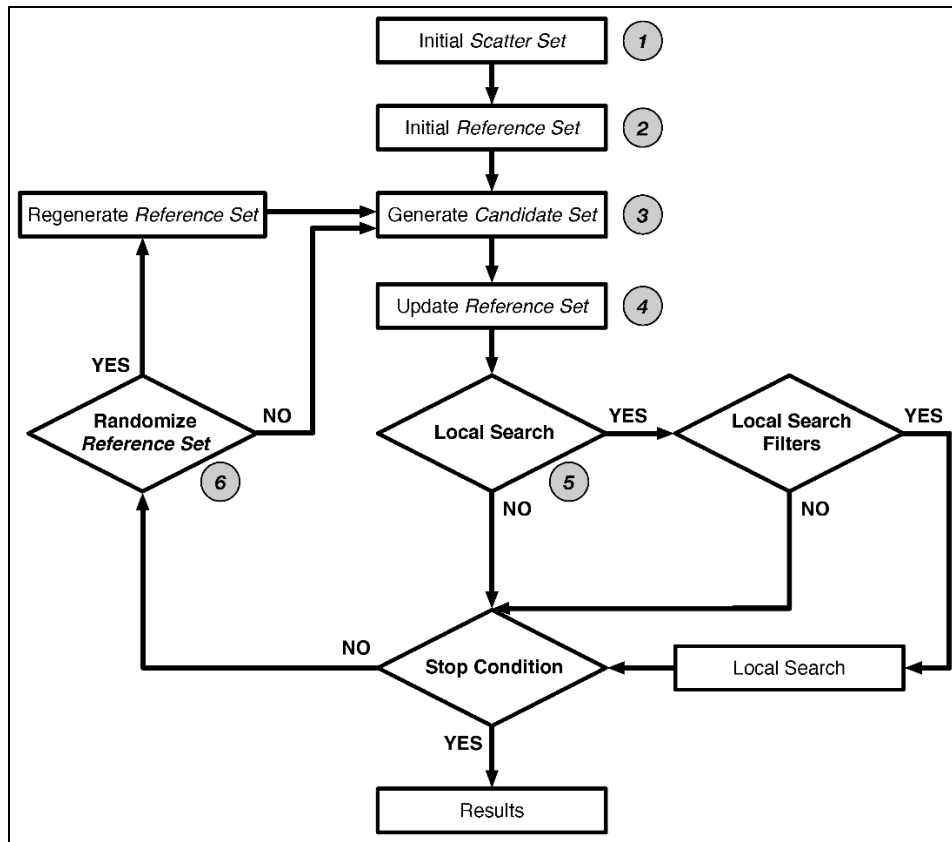 Initial Scatter Set
1
Initial Reference Set
2
Regenerate Reference Set
Generate Candidate Set
3
Update Reference Set
4
YES
Randomize
Reference Set
NO
6
Local Search
YES
5
NO
Local Search
Filters
YES
NO
NO
Stop Condition
Local Search
YES
Results